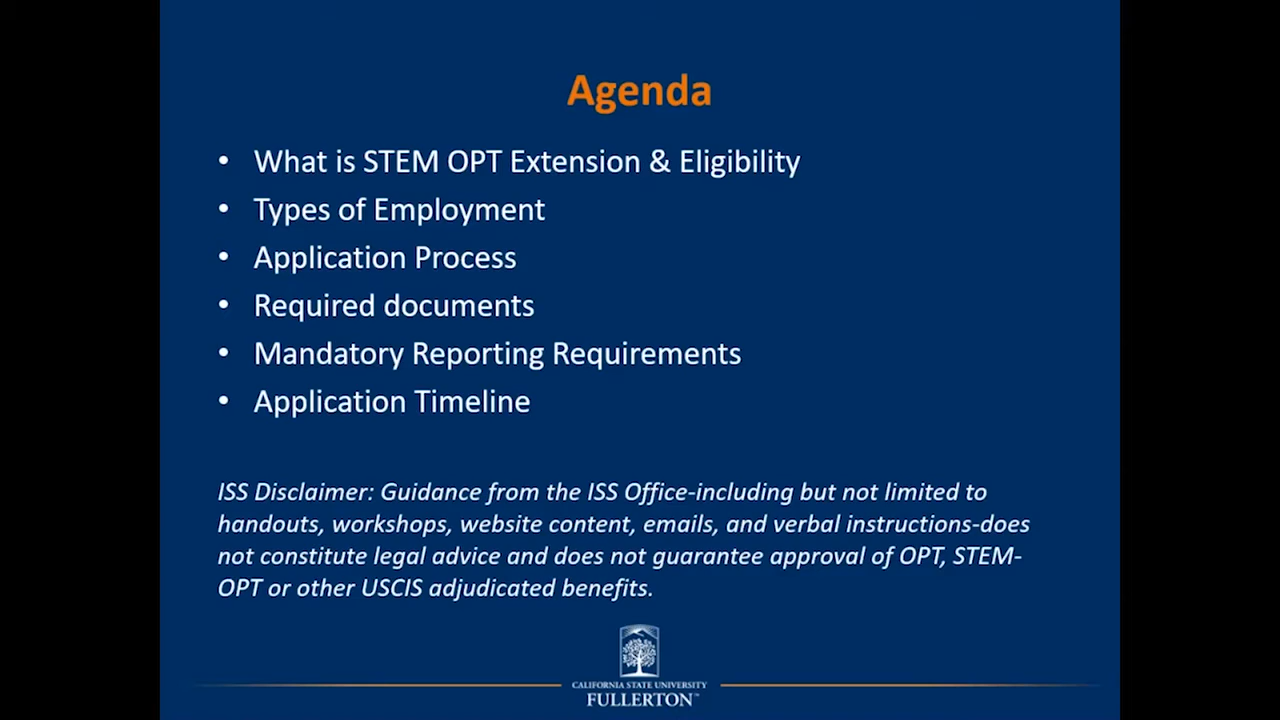 Agenda
• What is STEM OPT Extension & Eligibility
• Types of Employment
• Application Process
• Required documents
• Mandatory Reporting Requirements
• Application Timeline
ISS Disclaimer: Guidance from the ISS Office-including but not limited to
handouts, workshops, website content, emails, and verbal instructions-does
not constitute legal advice and does not guarantee approval of OPT, STEM-
OPT or other USCIS adjudicated benefits.
CALIFORNIA STATE UNIVERSITY
FULLERTON™